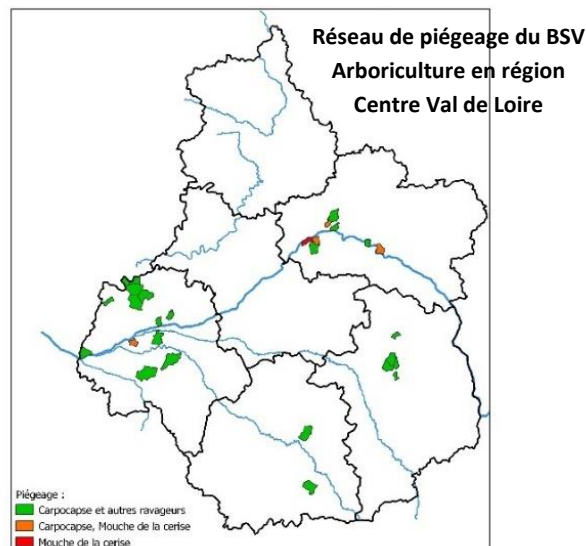 Réseau de piégeage du BSV
Arboriculture en région
Centre Val de Loire
Piégeage :
Carpocapse et autres ravageurs
Carpocapse, Mouche de la cerise
Mouche de la cerise